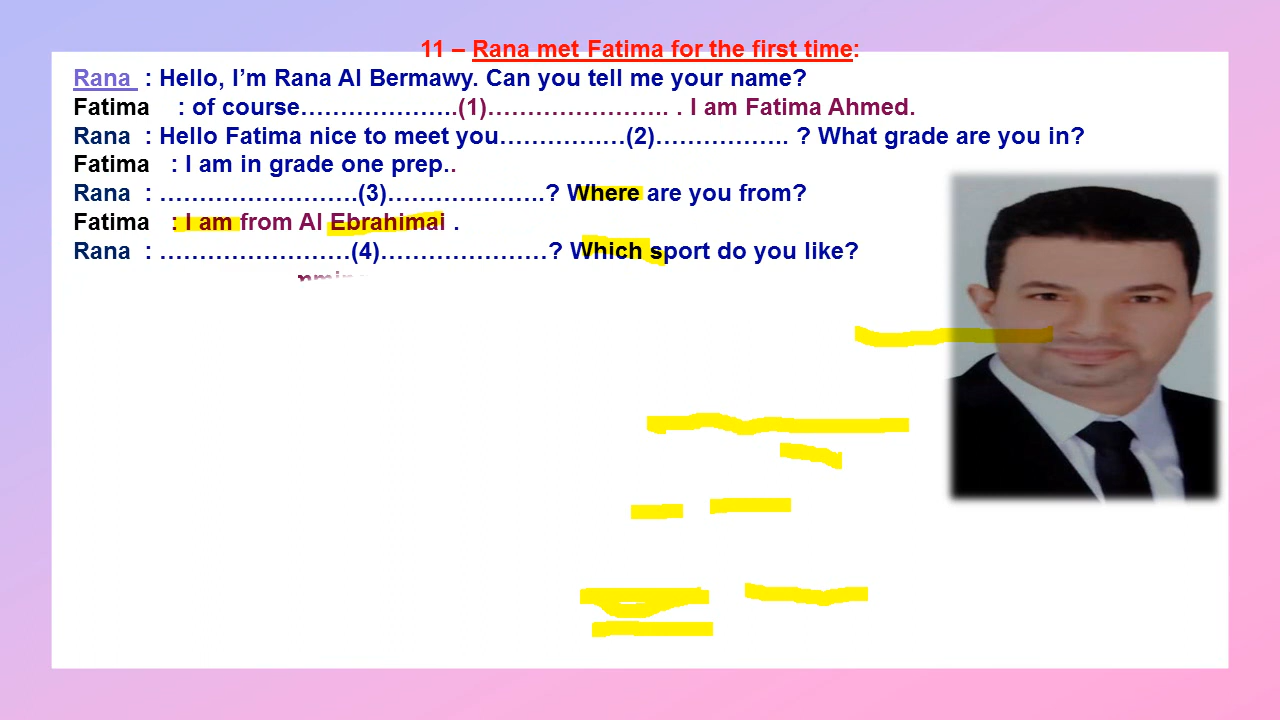 11 – Rana met Fatima for the first time:
Rana : Hello, I’m Rana Al Bermawy. Can you tell me your name?
Fatima : of course………………..(1)………………….. . I am Fatima Ahmed.
Rana : Hello Fatima nice to meet you………….…(2)…………….. ? What grade are you in?
Fatima : I am in grade one prep..
Rana : …………………….(3)………………..? Where are you from?
Fatima : I am from Al Ebrahimai .
Rana : ……………………(4)…………………? Which sport do you like?